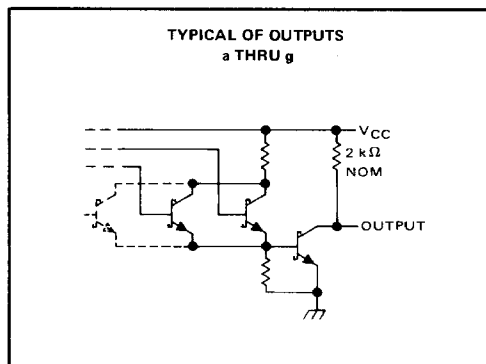 TYPICAL OF OUTPUTS
a THRU g
VCC
2 kΩ
NOM
OUTPUT